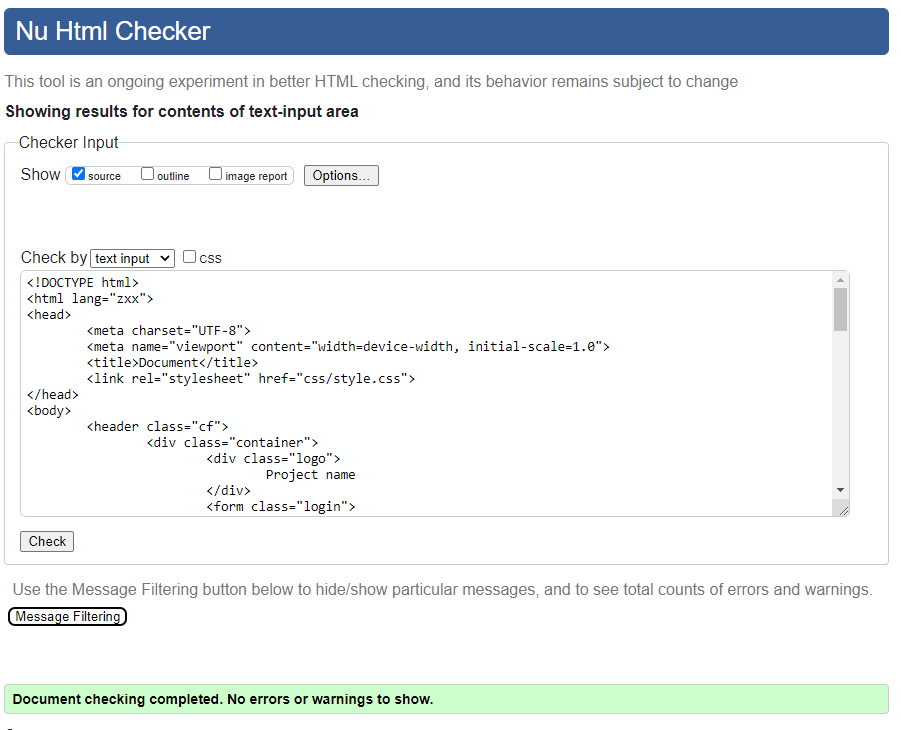 Nu Html Checker
This tool is an ongoing experiment in better HTML checking, and its behavior remains subject to change
Showing results for contents of text-input area
Checker Input
Show source outline image report Options...
Check by text input css
<!DOCTYPE html>
<html lang="zxx">
<head>
<meta charset="UTF-8">
<meta name="viewport" content="width=device-width, initial-scale=1.0">
<title>Document</title>
<link rel="stylesheet" href="css/style.css">
</head>
<body>
<header class="cf">
<div class="container">
<div class="logo">
Project name
</div>
<form class="login">
Check
Use the Message Filtering button below to hide/show particular messages, and to see total counts of errors and warnings.
Message Filtering
Document checking completed. No errors or warnings to show.